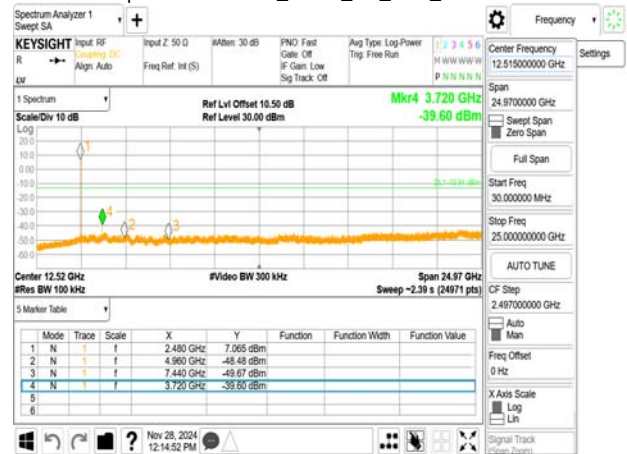 Spectrum Analyzer 1
Swept SA
+
Frequency
KEYSIGHT
R
Input: RF
Coupling: DC
Align: Auto
Input Z: 50 Ω
Freq Ref: Int (S)
#Atten: 30 dB
PNO: Fast
Gate: Off
IF Gain: Low
Sig Track: Off
Avg Type: Log-Power
Trig: Free Run
1 2 3 4 5 6
M W W W W W
P N N N N N
1 Spectrum
Scale/Div 10 dB
Ref Lvl Offset 10.50 dB
Ref Level 30.00 dBm
Mkr4 3.720 GHz
-39.60 dBm
Log
20.0
10.0
0.00
-10.0
-20.0
-30.0
-40.0
-50.0
-60.0
1
4
2
3
Center 12.52 GHz
#Res BW 100 kHz
#Video BW 300 kHz
Span 24.97 GHz
Sweep ~2.39 s (24971 pts)
5 Marker Table
Mode Trace Scale X Y Function Function Width Function Value
1 N 1 f 2.480 GHz 7.065 dBm
2 N 1 f 4.960 GHz -48.48 dBm
3 N 1 f 7.440 GHz -49.67 dBm
4 N 1 f 3.720 GHz -39.60 dBm
5
6
?
Nov 28, 2024
12:14:52 PM
Center Frequency
12.515000000 GHz
Settings
Span
24.9700000 GHz
Swept Span
Zero Span
Full Span
Start Freq
30.000000 MHz
Stop Freq
25.000000000 GHz
AUTO TUNE
CF Step
2.497000000 GHz
Auto
Man
Freq Offset
0 Hz
X Axis Scale
Log
Lin
Signal Track
(Span Zoom)